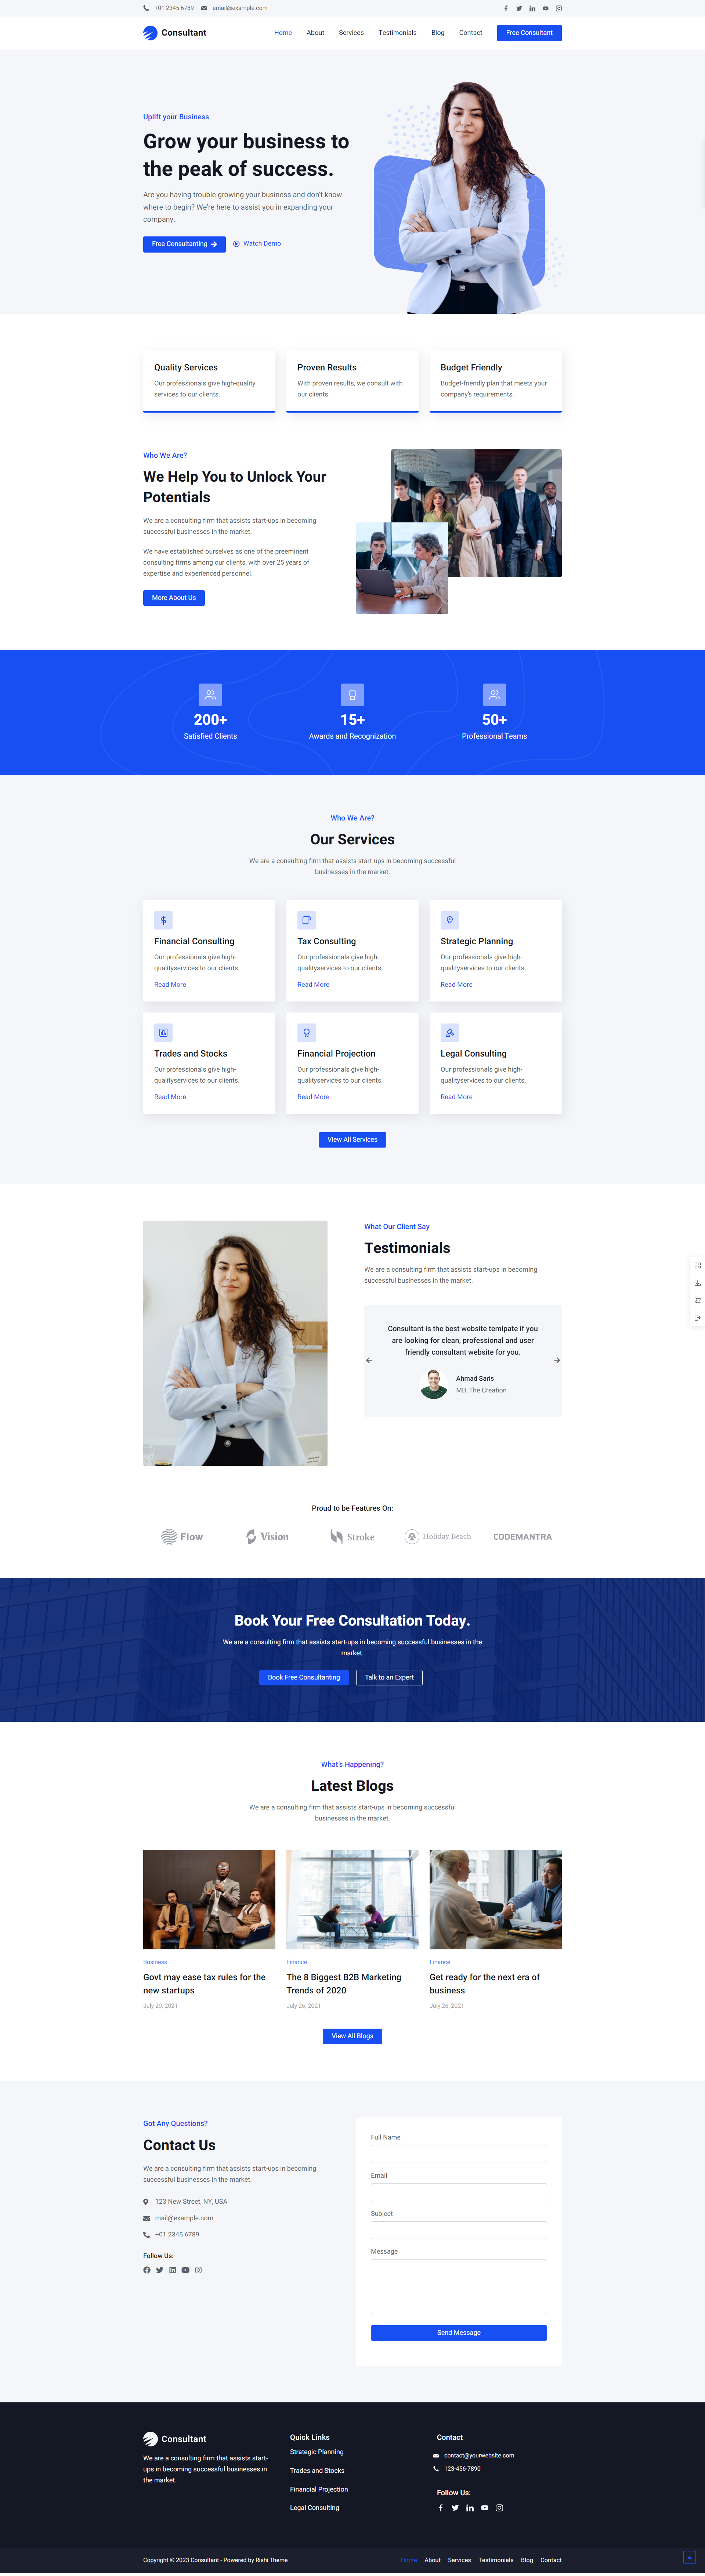 +01 2345 6789 email@example.com
Consultant
Home About Services Testimonials Blog Contact Free Consultant
Uplift your Business
Grow your business to
the peak of success.
Are you having trouble growing your business and don't know
where to begin? We're here to assist you in expanding your
company.
Free Consultanting Watch Demo
Quality Services
Our professionals give high-quality
services to our clients.
Proven Results
With proven results, we consult with
our clients.
Budget Friendly
Budget-friendly plan that meets your
company's requirements.
Who We Are?
We Help You to Unlock Your
Potentials
We are a consulting firm that assists start-ups in becoming
successful businesses in the market.
We have established ourselves as one of the preeminent
consulting firms among our clients, with over 25 years of
expertise and experienced personnel.
More About Us
200+
Satisfied Clients
15+
Awards and Recognization
50+
Professional Teams
Who We Are?
Our Services
We are a consulting firm that assists start-ups in becoming successful
businesses in the market.
Financial Consulting
Our professionals give high-
qualityservices to our clients.
Read More
Tax Consulting
Our professionals give high-
qualityservices to our clients.
Read More
Strategic Planning
Our professionals give high-
qualityservices to our clients.
Read More
Trades and Stocks
Our professionals give high-
qualityservices to our clients.
Read More
Financial Projection
Our professionals give high-
qualityservices to our clients.
Read More
Legal Consulting
Our professionals give high-
qualityservices to our clients.
Read More
View All Services
What Our Client Say
Testimonials
We are a consulting firm that assists start-ups in becoming
successful businesses in the market.
Consultant is the best website temlpate if you
are looking for clean, professional and user
friendly consultant website for you.
Ahmad Saris
MD, The Creation
Proud to be Features On:
Flow Vision Stroke Holiday Beach CODEMANTRA
Book Your Free Consultation Today.
We are a consulting firm that assists start-ups in becoming successful businesses in the
market.
Book Free Consultanting Talk to an Expert
What's Happening?
Latest Blogs
We are a consulting firm that assists start-ups in becoming successful
businesses in the market.
Business
Govt may ease tax rules for the
new startups
July 29, 2021
Finance
The 8 Biggest B2B Marketing
Trends of 2020
July 26, 2021
Finance
Get ready for the next era of
business
July 26, 2021
View All Blogs
Got Any Questions?
Contact Us
We are a consulting firm that assists start-ups in becoming
successful businesses in the market.
123 New Street, NY, USA
mail@example.com
+01 2345 6789
Follow Us:
Full Name
Email
Subject
Message
Send Message
Consultant
We are a consulting firm that assists start-
ups in becoming successful businesses in
the market.
Quick Links
Strategic Planning
Trades and Stocks
Financial Projection
Legal Consulting
Contact
contact@yourwebsite.com
123-456-7890
Follow Us:
Copyright © 2023 Consultant - Powered by Rishi Theme
Home About Services Testimonials Blog Contact